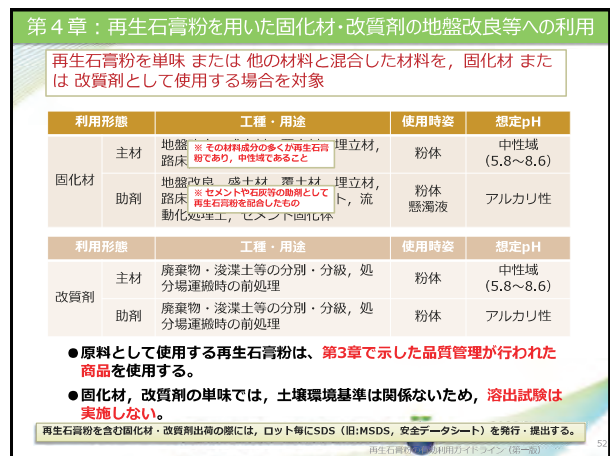 第４章：再生石膏粉を用いた固化材・改質剤の地盤改良等への利用
再生石膏粉を単味 または 他の材料と混合した材料を，固化材 また
は 改質剤として使用する場合を対象
利用形態 工種・用途 使用時姿 想定pH
固化材
主材
埋立材，
路床
※ その材料成分の多くが再生石膏
粉であり，中性域であること
粉体
中性域
(5.8～8.6)
助剤
地盤改良，盛土材，覆土材，埋立材，
路床 ト，流
動化処理土，セメント固化体
※ セメントや石灰等の助剤として
再生石膏粉を配合したもの
粉体
懸濁液
アルカリ性
利用形態 工種・用途 使用時姿 想定pH
改質剤
主材
廃棄物・浚渫土等の分別・分級，処
分場運搬時の前処理
粉体
中性域
(5.8～8.6)
助剤
廃棄物・浚渫土等の分別・分級，処
分場運搬時の前処理
粉体
アルカリ性
●原料として使用する再生石膏粉は、第3章で示した品質管理が行われた
商品を使用する。
●固化材，改質剤の単味では，土壌環境基準は関係ないため，溶出試験は
実施しない。
再生石膏粉を含む固化材・改質剤出荷の際には，ロット毎にSDS（旧:MSDS，安全データシート）を発行・提出する。
再生石膏粉の有効利用ガイドライン（第一版）
52